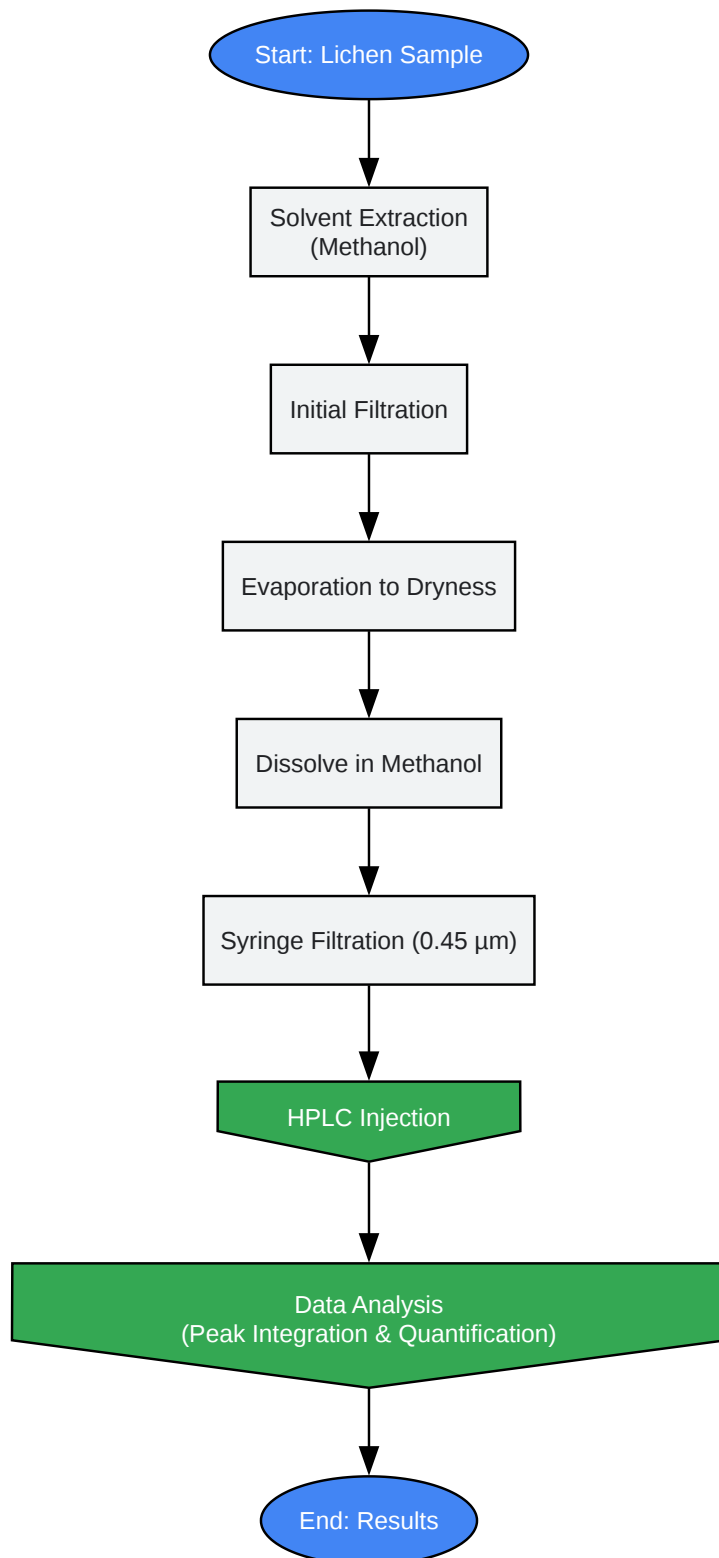 Start: Lichen Sample
Solvent Extraction
(Methanol)
Initial Filtration
Evaporation to Dryness
Dissolve in Methanol
Syringe Filtration (0.45 µm)
HPLC Injection
Data Analysis
(Peak Integration & Quantification)
End: Results